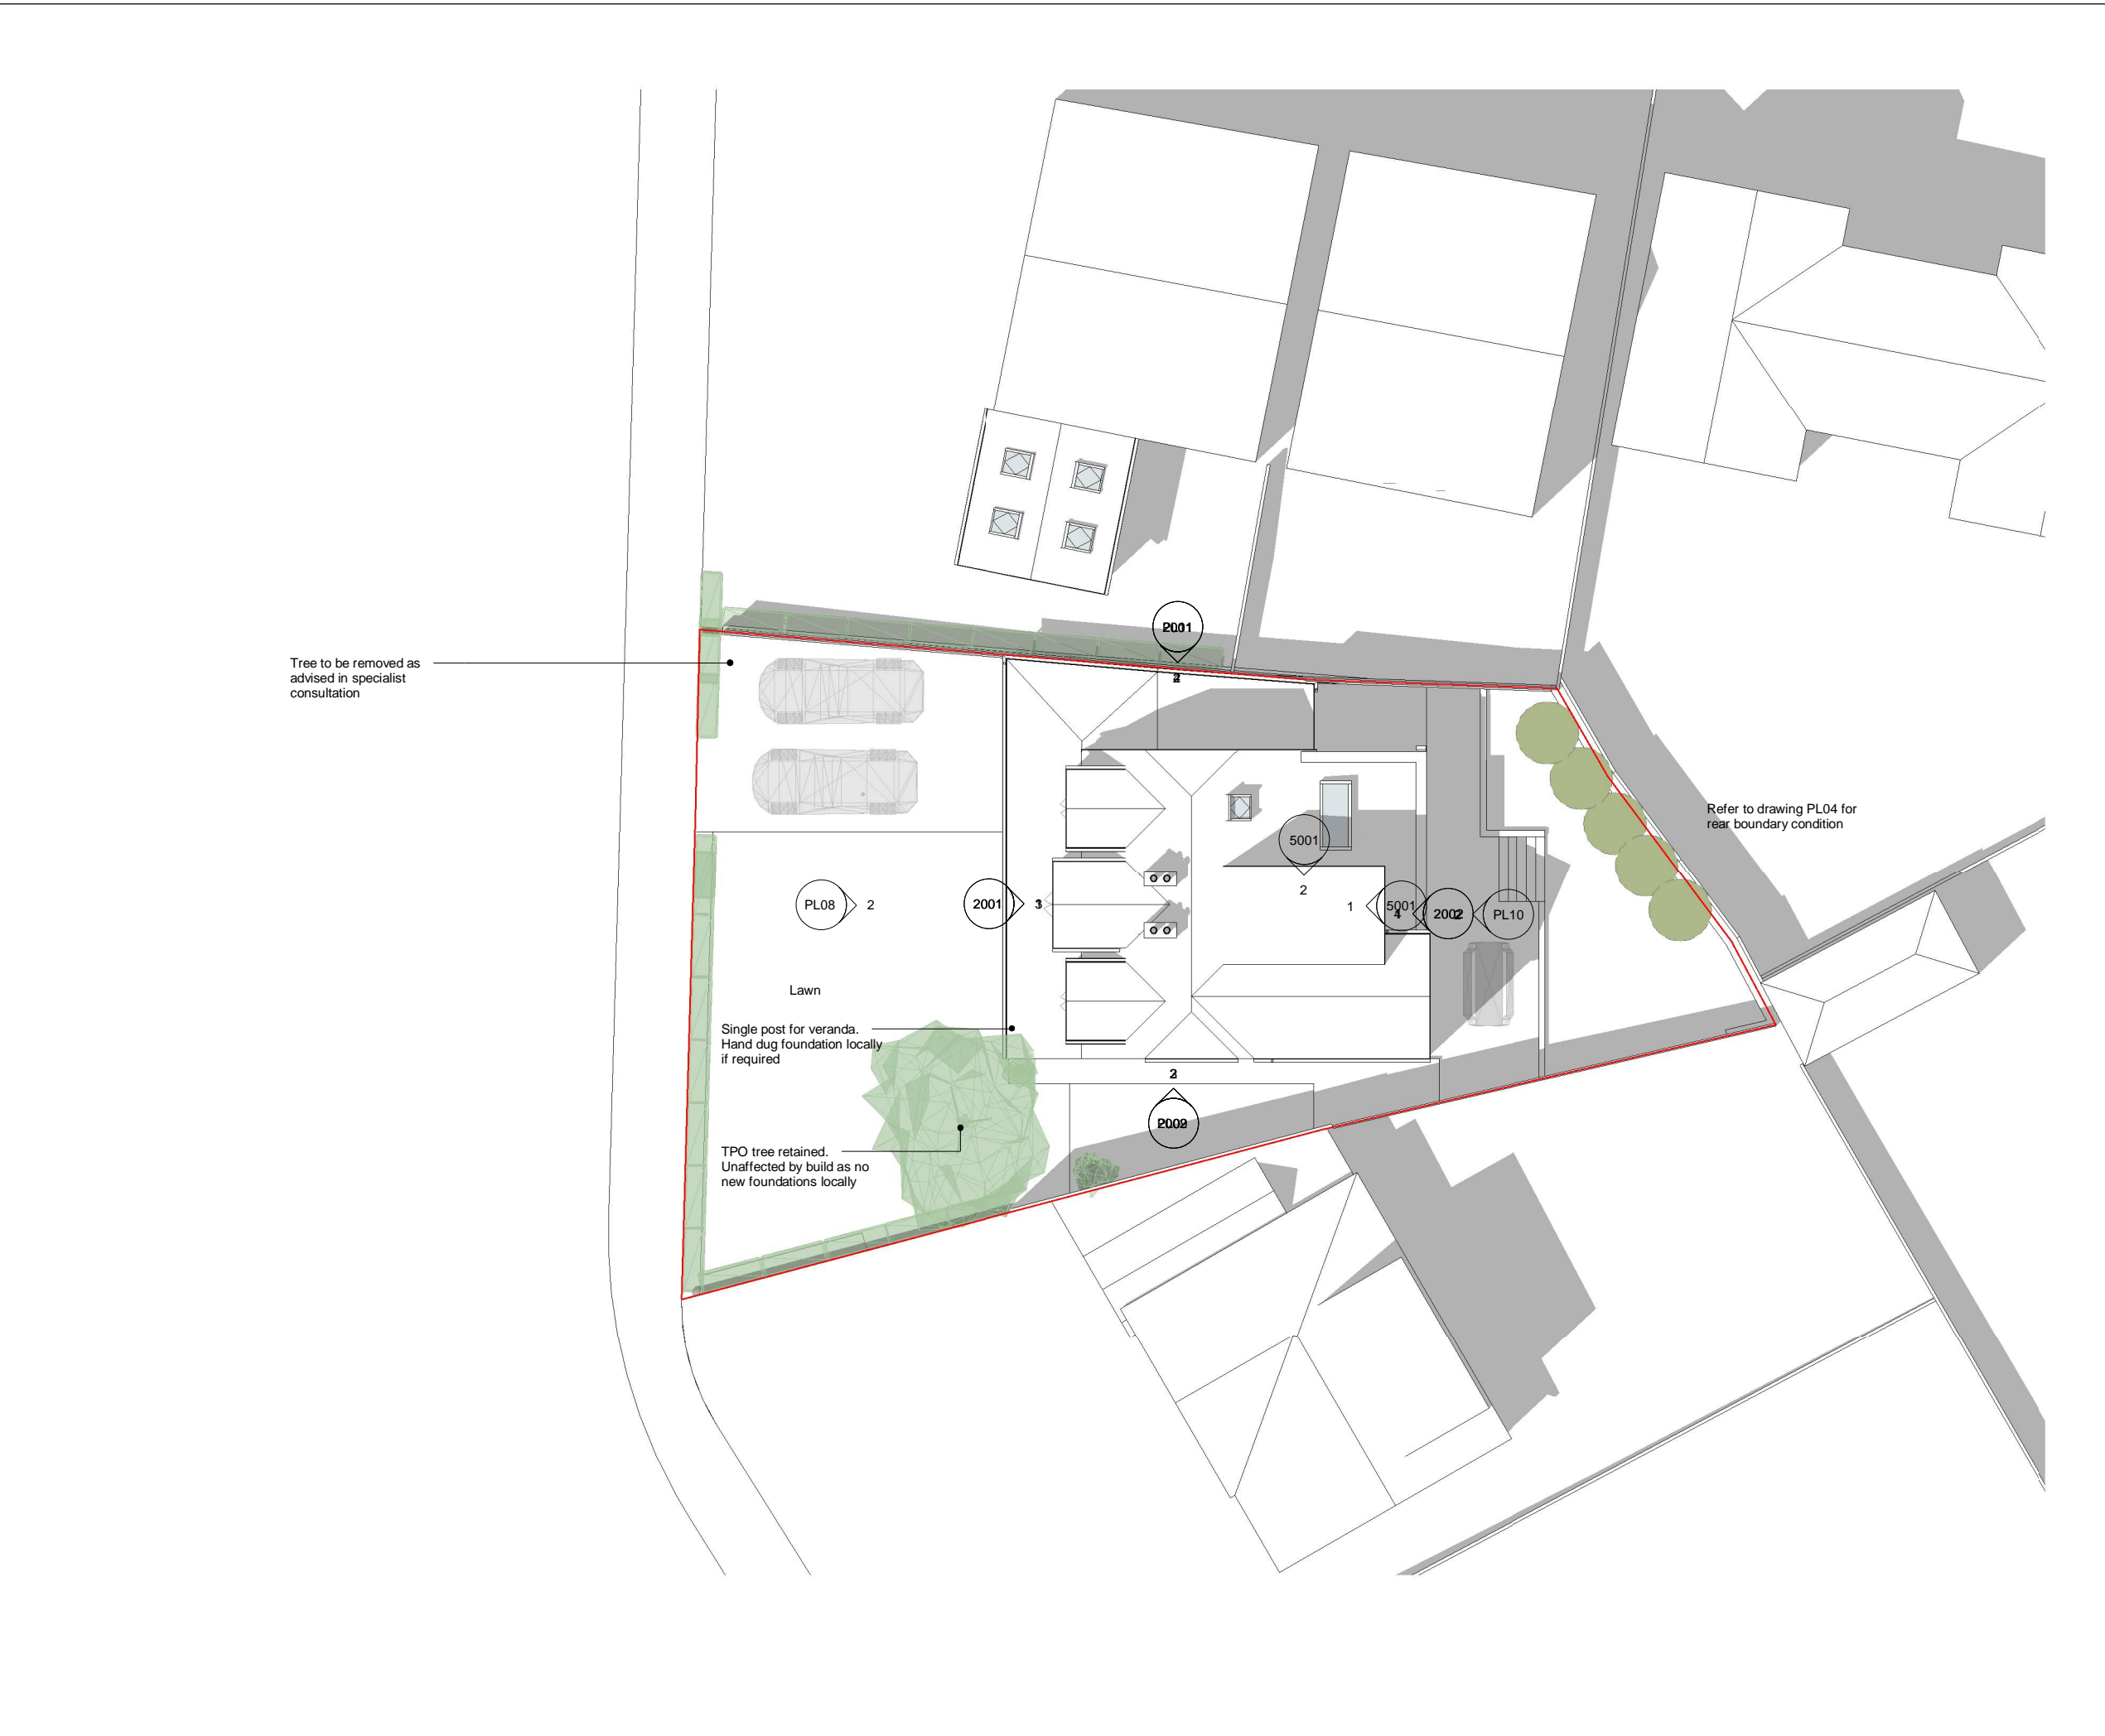 Tree to be removed as
advised in specialist
consultation
2
Refer to drawing PL04 for
rear boundary condition
5001
2
PL08
2
2001
3
1
5001
4
2002
2
PL10
Lawn
Single post for veranda.
Hand dug foundation locally
if required
TPO tree retained.
Unaffected by build as no
new foundations locally